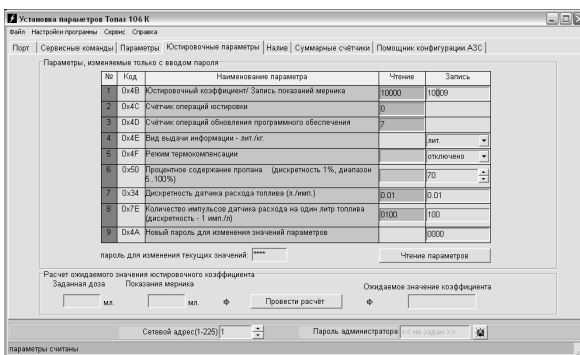 Установка параметров Топаз 106 К
Файл Настройки программы Сервис Справка
Порт Сервисные команды Параметры Юстировочные параметры Налив Суммарные счётчики Помощник конфигурации АЗС
Параметры, изменяемые только с вводом пароля
№ Код Наименование параметра Чтение Запись
1 0x4B Юстировочный коэффициент/ Запись показаний мерника 10000 10009
2 0x4C Счётчик операций юстировки 0
3 0x4D Счётчик операций обновления программного обеспечения 7
4 0x4E Вид выдачи информации - лит./кг. лит.
5 0x4F Режим термокомпенсации отключено
6 0x50 Процентное содержание пропана (дискретность 1%, диапазон 5..100%) 70
7 0x34 Дискретность датчика расхода топлива (л./имп.) 0.01 0.01
8 0x7E Количество импульсов датчика расхода на один литр топлива (дискретность - 1 имп./л) 0100 100
9 0x4A Новый пароль для изменения значений параметров 0000
пароль для изменения текущих значений: **** Чтение параметров
Расчет ожидаемого значения юстировочного коэффициента
Заданная доза Показания мерника Ожидаемое значение коэффициента
мл. мл. Провести расчёт
Сетевой адрес(1-225) 1 Пароль администратора << не задан >>
параметры считаны